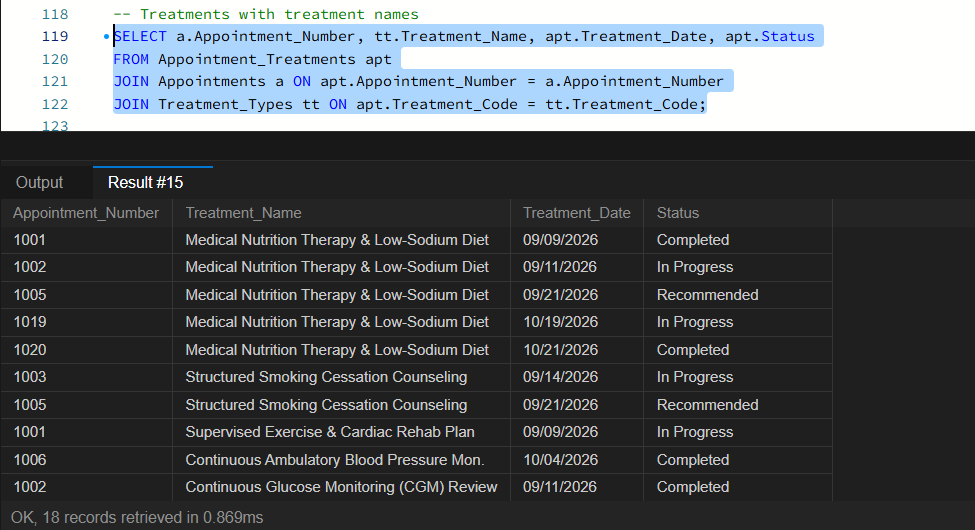 118 -- Treatments with treatment names
119 SELECT a.Appointment_Number, tt.Treatment_Name, apt.Treatment_Date, apt.Status
120 FROM Appointment_Treatments apt
121 JOIN Appointments a ON apt.Appointment_Number = a.Appointment_Number
122 JOIN Treatment_Types tt ON apt.Treatment_Code = tt.Treatment_Code;
123
Output Result #15
Appointment_Number Treatment_Name Treatment_Date Status
1001 Medical Nutrition Therapy & Low-Sodium Diet 09/09/2026 Completed
1002 Medical Nutrition Therapy & Low-Sodium Diet 09/11/2026 In Progress
1005 Medical Nutrition Therapy & Low-Sodium Diet 09/21/2026 Recommended
1019 Medical Nutrition Therapy & Low-Sodium Diet 10/19/2026 In Progress
1020 Medical Nutrition Therapy & Low-Sodium Diet 10/21/2026 Completed
1003 Structured Smoking Cessation Counseling 09/14/2026 In Progress
1005 Structured Smoking Cessation Counseling 09/21/2026 Recommended
1001 Supervised Exercise & Cardiac Rehab Plan 09/09/2026 In Progress
1006 Continuous Ambulatory Blood Pressure Mon. 10/04/2026 Completed
1002 Continuous Glucose Monitoring (CGM) Review 09/11/2026 Completed
OK, 18 records retrieved in 0.869ms